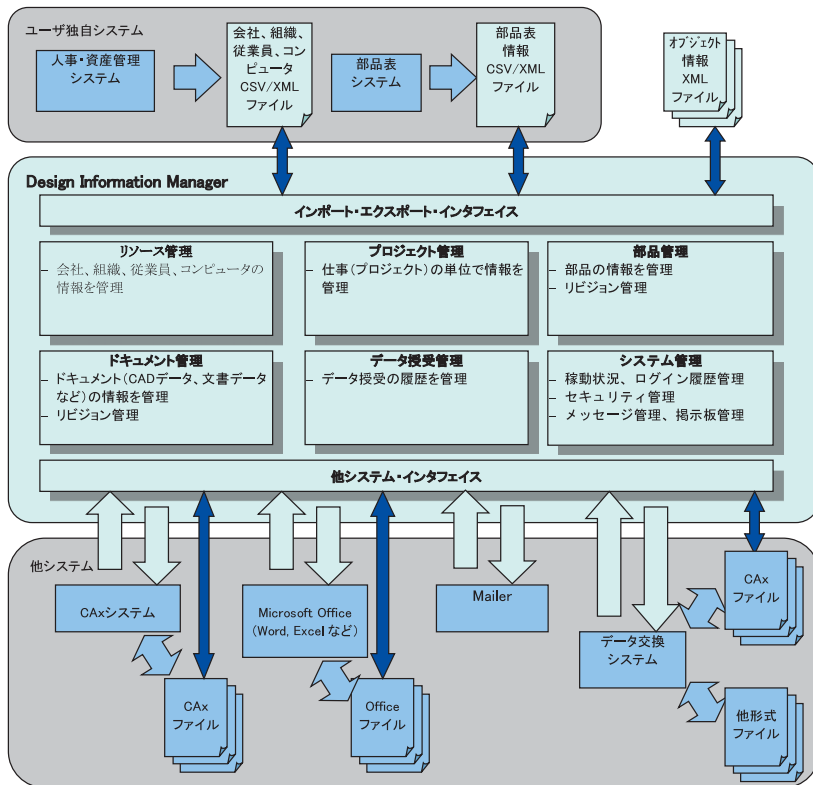 ユーザ独自システム
人事・資産管理
システム
会社、組織、
従業員、コン
ピュータ
CSV/XML
ファイル
部品表
システム
部品表
情報
CSV/XML
ファイル
オブジェクト
情報
XML
ファイル
Design Information Manager
インポート・エクスポート・インタフェイス
リソース管理
– 会社、組織、従業員、コンピュータの
情報を管理
プロジェクト管理
– 仕事（プロジェクト）の単位で情報を
管理
部品管理
– 部品の情報を管理
– リビジョン管理
ドキュメント管理
– ドキュメント（CADデータ、文書データ
など）の情報を管理
– リビジョン管理
データ授受管理
– データ授受の履歴を管理
システム管理
– 稼動状況、ログイン履歴管理
– セキュリティ管理
– メッセージ管理、掲示板管理
他システム・インタフェイス
他システム
CAxシステム
CAx
ファイル
Microsoft Office
（Word, Excel など）
Office
ファイル
Mailer
データ交換
システム
CAx
ファイル
他形式
ファイル